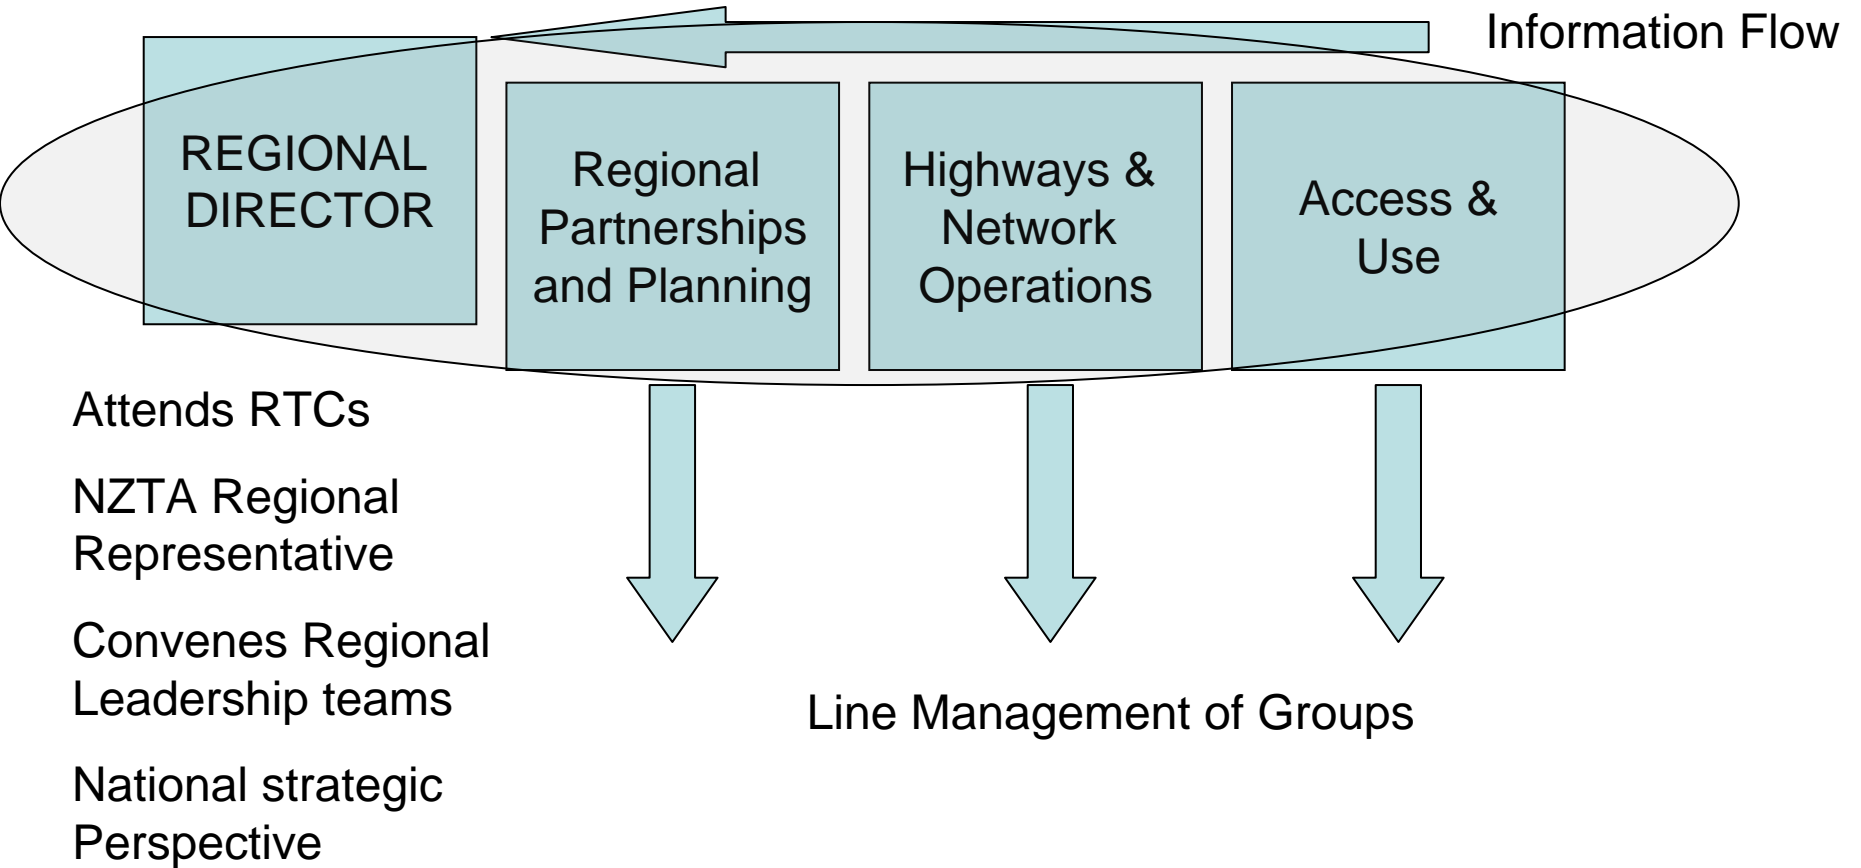 Information Flow
REGIONAL
DIRECTOR
Regional
Partnerships
and Planning
Highways &
Network
Operations
Access &
Use
Attends RTCs
NZTA Regional
Representative
Convenes Regional
Leadership teams
National strategic
Perspective
Line Management of Groups